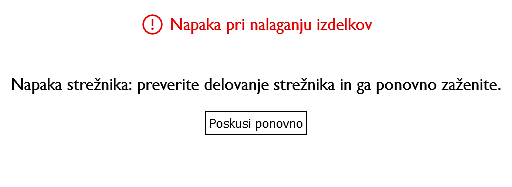 Napaka pri nalaganju izdelkov
Napaka strežnika: preverite delovanje strežnika in ga ponovno zaženite.
Poskusi ponovno